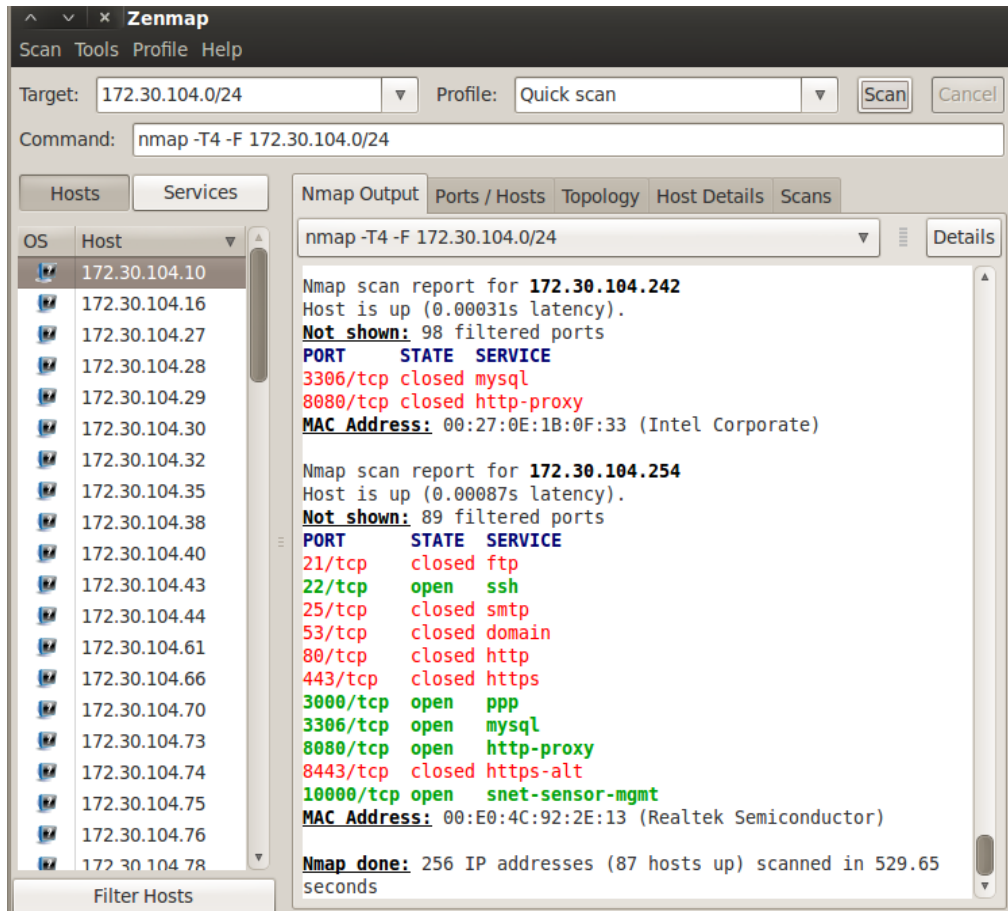 Zenmap
Scan Tools Profile Help
Target: 172.30.104.0/24 Profile: Quick scan Scan Cancel
Command: nmap -T4 -F 172.30.104.0/24
Hosts Services
OS Host
172.30.104.10
172.30.104.16
172.30.104.27
172.30.104.28
172.30.104.29
172.30.104.30
172.30.104.32
172.30.104.35
172.30.104.38
172.30.104.40
172.30.104.43
172.30.104.44
172.30.104.61
172.30.104.66
172.30.104.70
172.30.104.73
172.30.104.74
172.30.104.75
172.30.104.76
172.30.104.78
Filter Hosts
Nmap Output Ports / Hosts Topology Host Details Scans
nmap -T4 -F 172.30.104.0/24 Details
Nmap scan report for 172.30.104.242
Host is up (0.00031s latency).
Not shown: 98 filtered ports
PORT STATE SERVICE
3306/tcp closed mysql
8080/tcp closed http-proxy
MAC Address: 00:27:0E:1B:0F:33 (Intel Corporate)
Nmap scan report for 172.30.104.254
Host is up (0.00087s latency).
Not shown: 89 filtered ports
PORT STATE SERVICE
21/tcp closed ftp
22/tcp open ssh
25/tcp closed smtp
53/tcp closed domain
80/tcp closed http
443/tcp closed https
3000/tcp open ppp
3306/tcp open mysql
8080/tcp open http-proxy
8443/tcp closed https-alt
10000/tcp open snet-sensor-mgmt
MAC Address: 00:E0:4C:92:2E:13 (Realtek Semiconductor)
Nmap done: 256 IP addresses (87 hosts up) scanned in 529.65
seconds